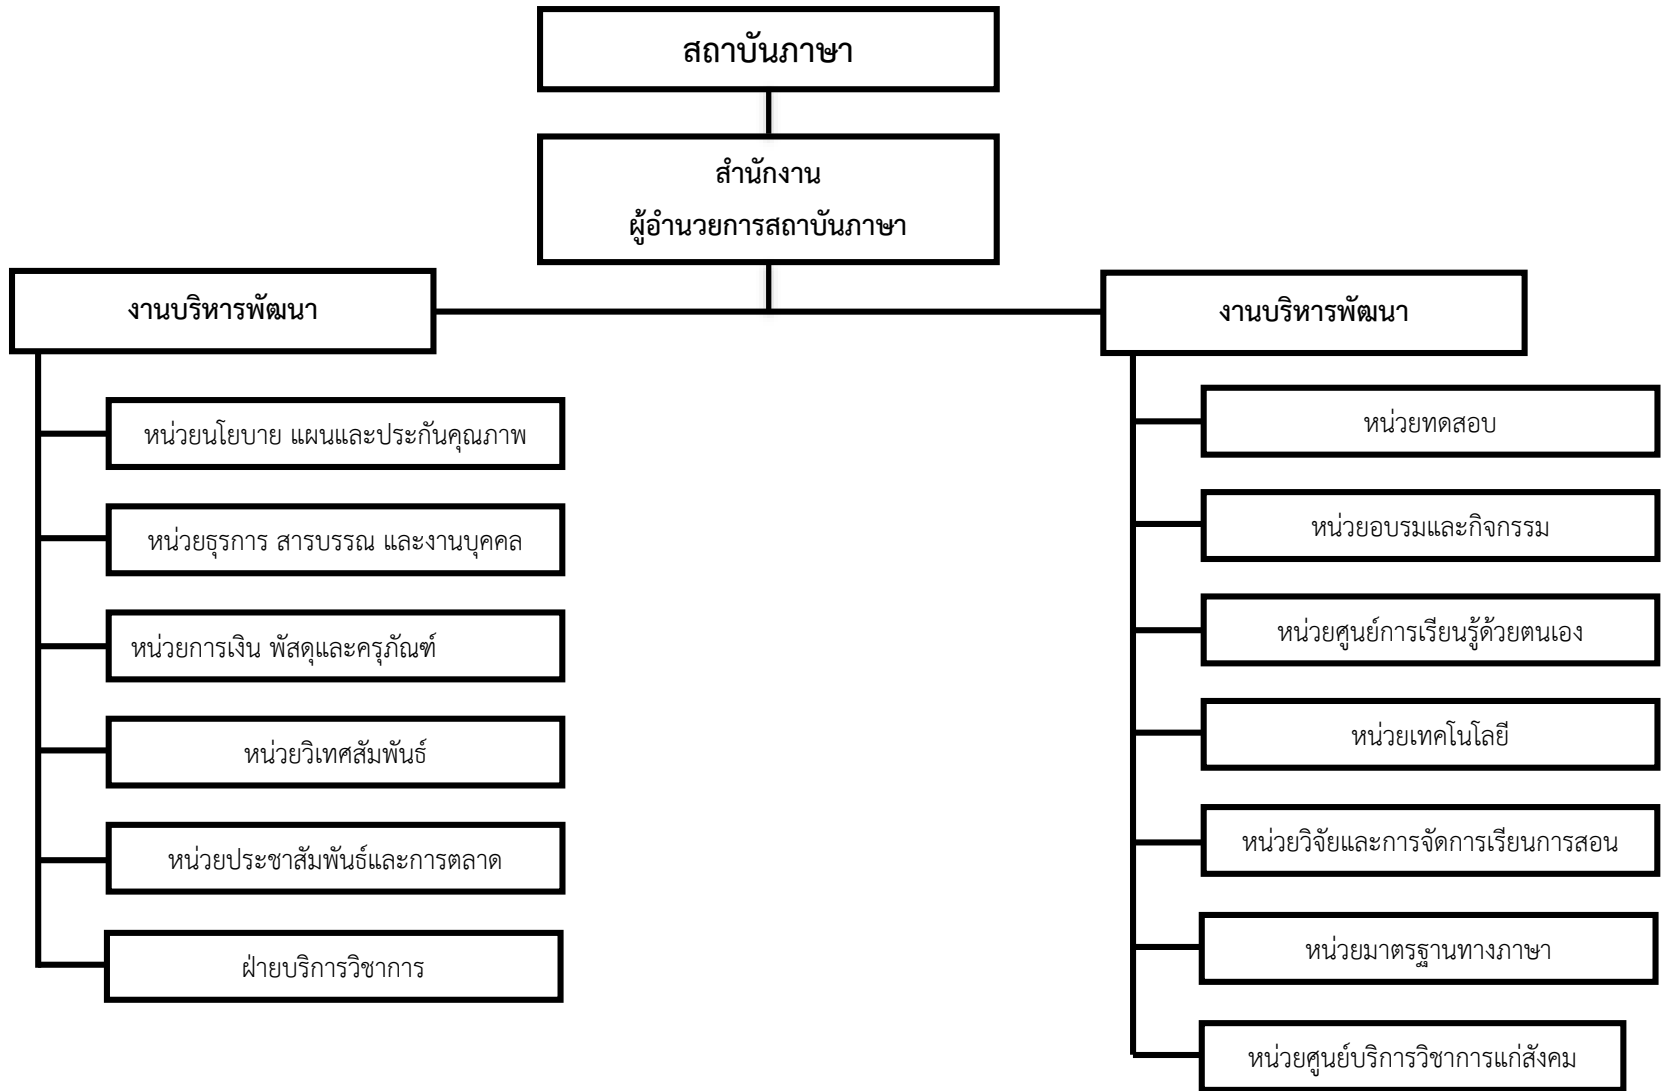 สถาบันภาษา
สำนักงาน
ผู้อำนวยการสถาบันภาษา
งานบริหารพัฒนา
หน่วยนโยบาย แผนและประกันคุณภาพ
หน่วยธุรการ สารบรรณ และงานบุคคล
หน่วยการเงิน พัสดุและครุภัณฑ์
หน่วยวิเทศสัมพันธ์
หน่วยประชาสัมพันธ์และการตลาด
ฝ่ายบริการวิชาการ
งานบริหารพัฒนา
หน่วยทดสอบ
หน่วยอบรมและกิจกรรม
หน่วยศูนย์การเรียนรู้ด้วยตนเอง
หน่วยเทคโนโลยี
หน่วยวิจัยและการจัดการเรียนการสอน
หน่วยมาตรฐานทางภาษา
หน่วยศูนย์บริการวิชาการแก่สังคม